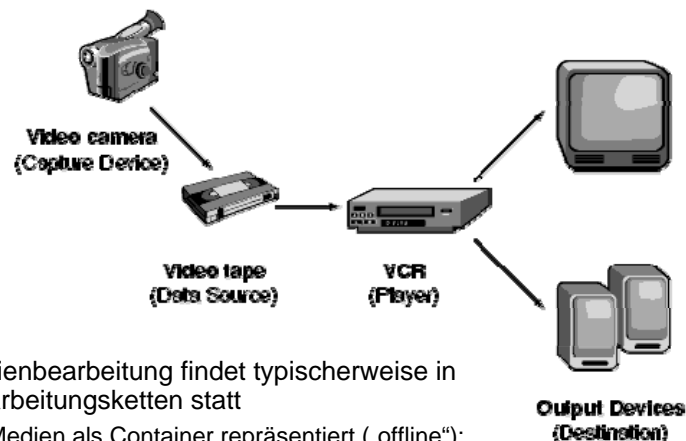 Video camera
(Capture Device)
Video tape
(Data Source)
VCR
(Player)
Output Devices
(Destination)
ienbearbeitung findet typischerweise in
arbeitungsketten statt
Medien als Container repräsentiert („offline“):